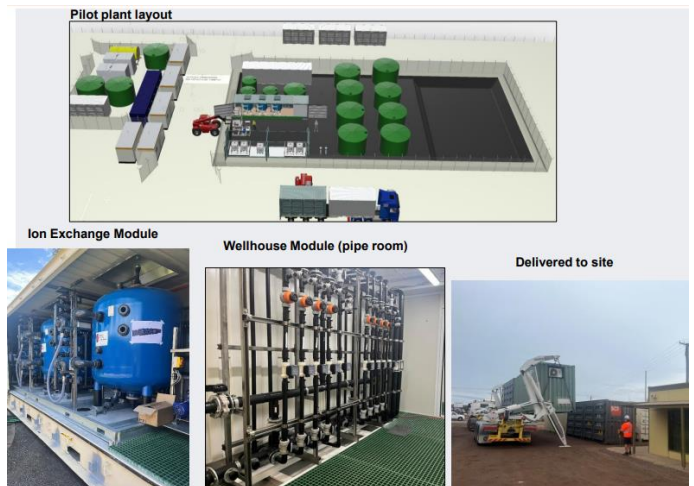 Pilot plant layout
Ion Exchange Module
Wellhouse Module (pipe room)
Delivered to site